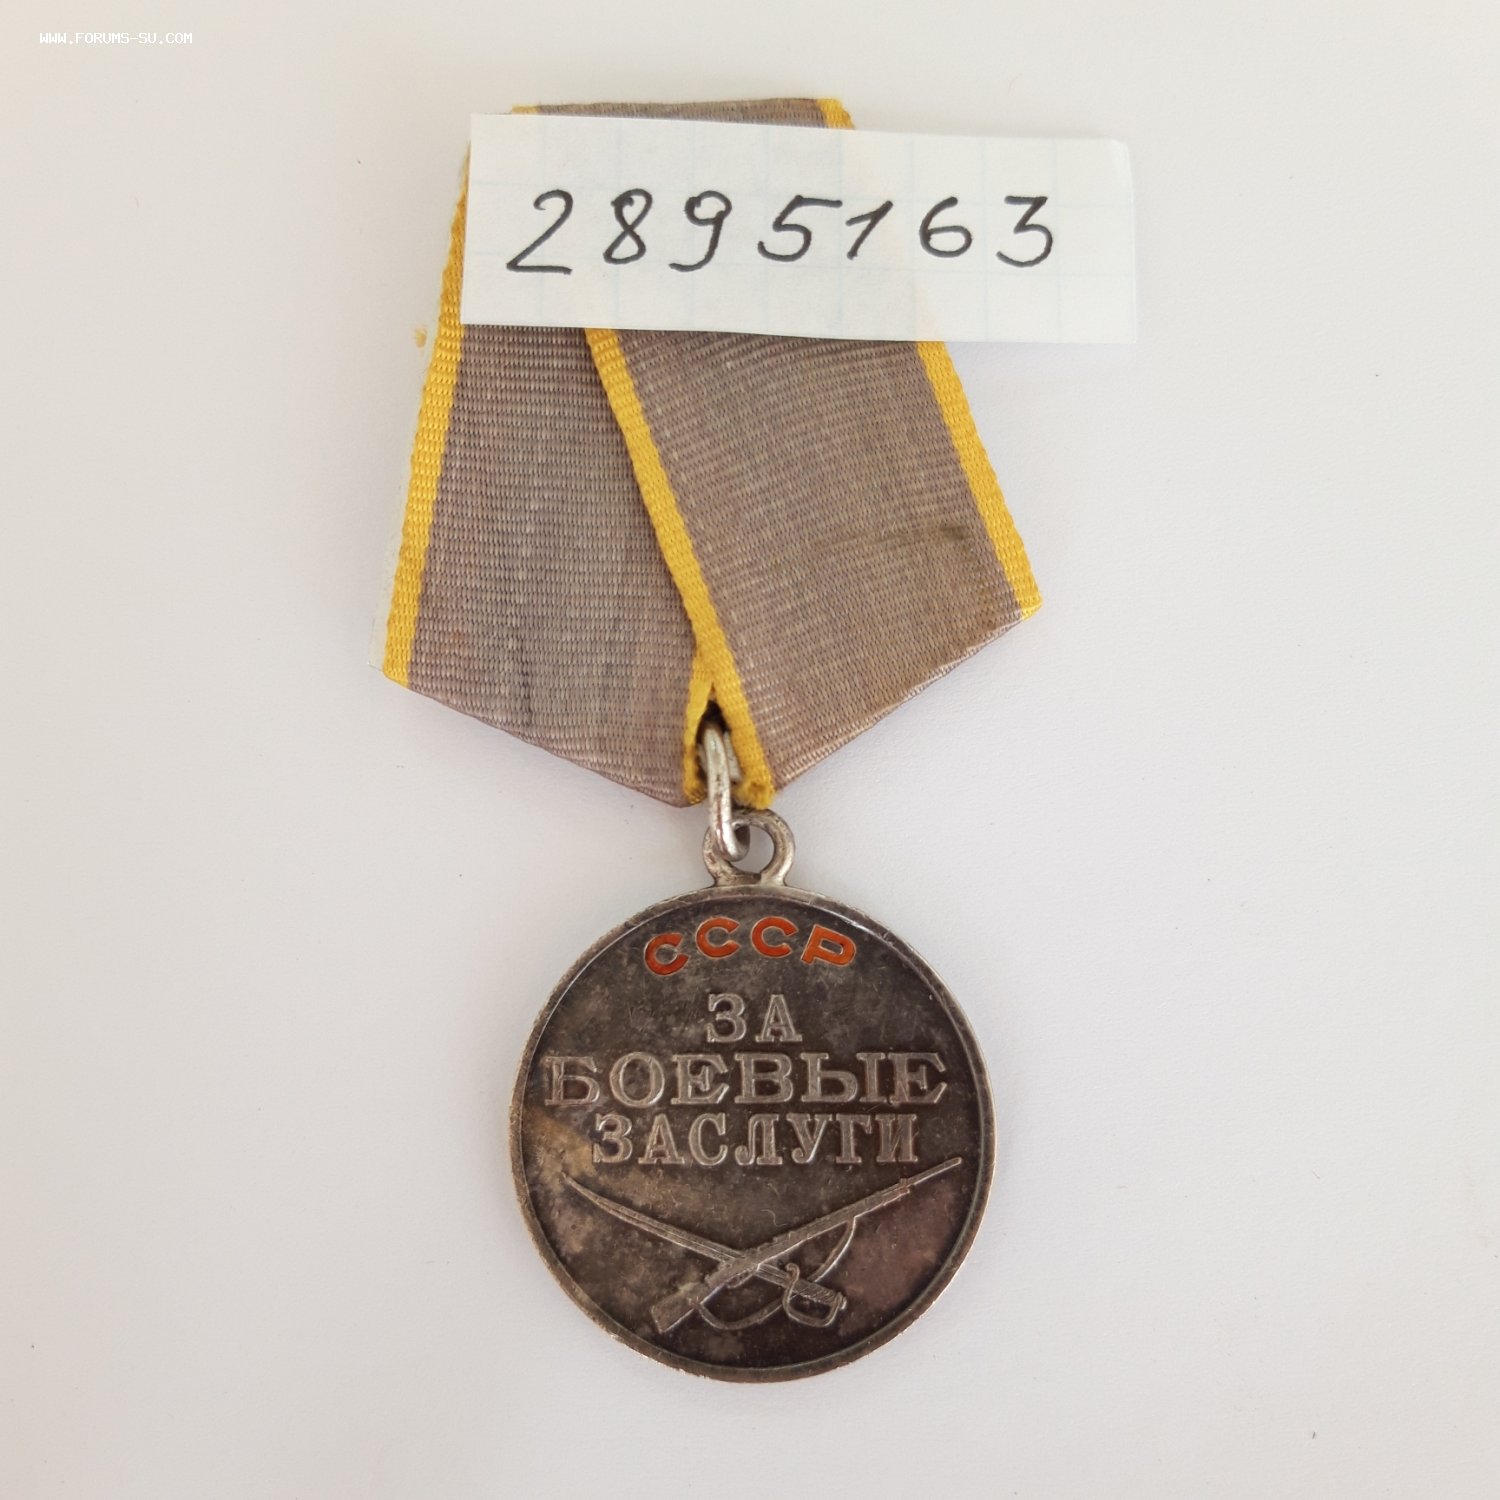 WWW.FORUMS-SU.COM
2895163
СССР
ЗА
БОЕВЫЕ
ЗАСЛУГИ